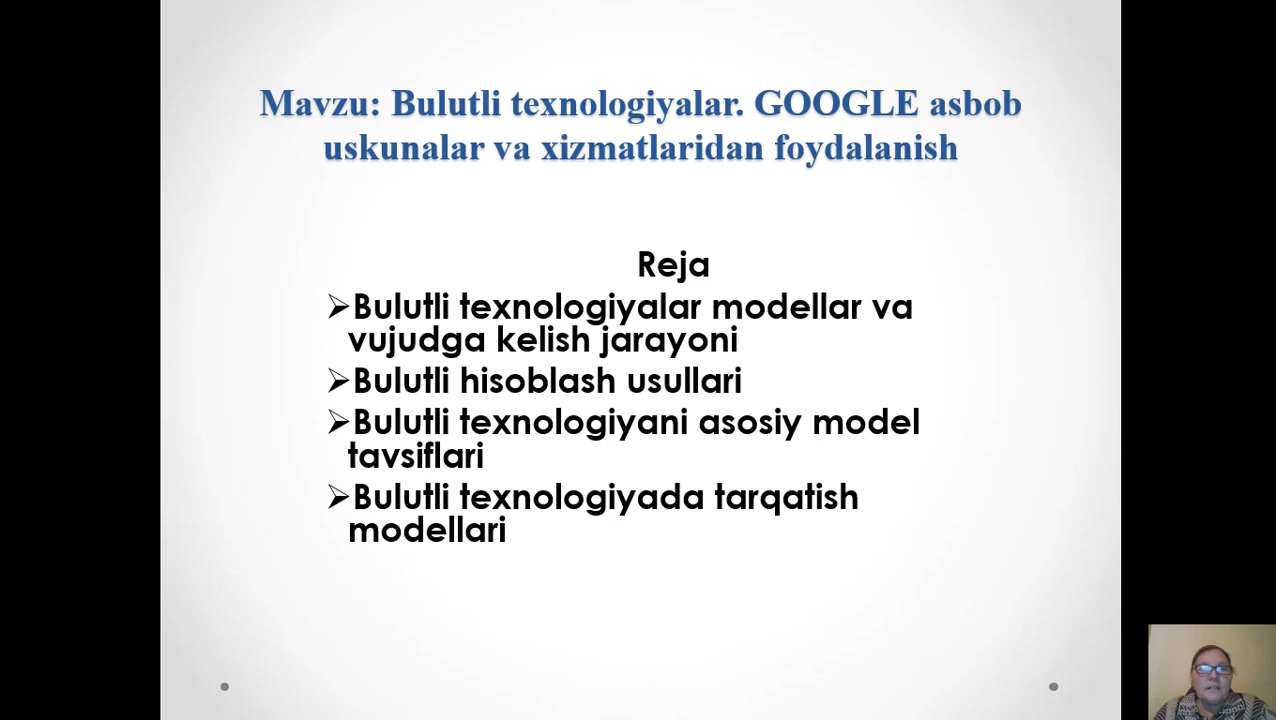 Mavzu: Bulutli texnologiyalar. GOOGLE asbob
uskunalar va xizmatlaridan foydalanish
Reja
➢Bulutli texnologiyalar modellar va
vujudga kelish jarayoni
➢Bulutli hisoblash usullari
➢Bulutli texnologiyani asosiy model
tavsiflari
➢Bulutli texnologiyada tarqatish
modellari